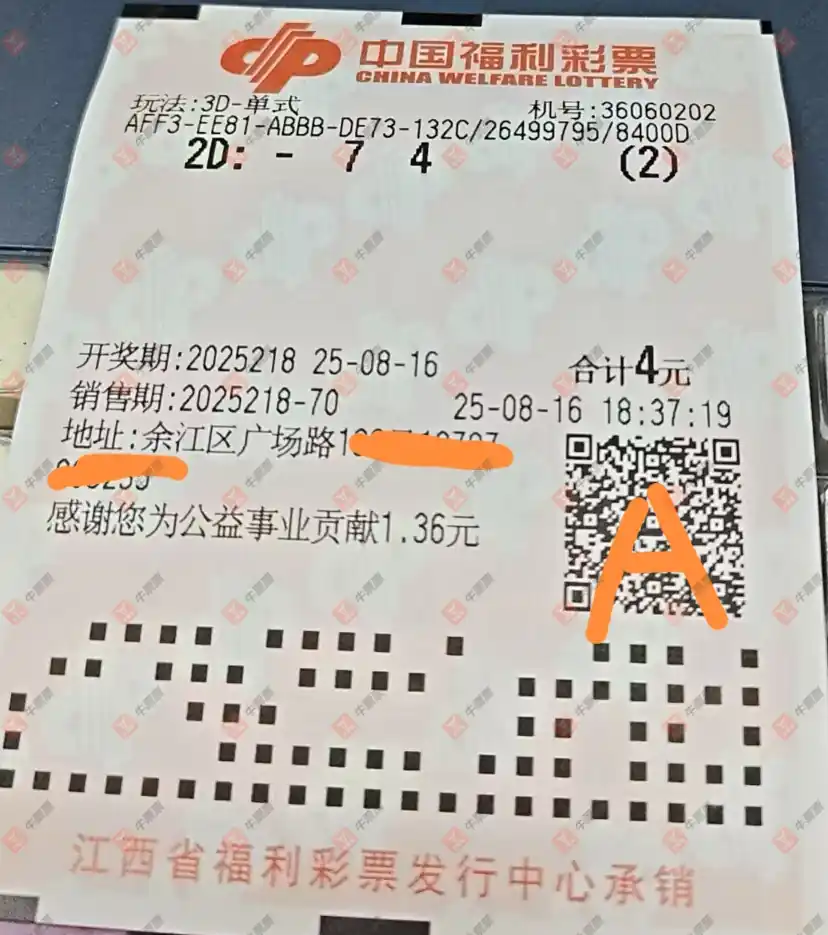 中国福利彩票
CHINA WELFARE LOTTERY
玩法:3D-单式 机号:36060202
AFF3-EE81-ABBB-DE73-132C/26499795/8400D
2D: - 7 4 (2)
开奖期:2025218 25-08-16 合计4元
销售期:2025218-70 25-08-16 18:37:19
地址:余江区广场路1
感谢您为公益事业贡献1.36元
A
江西省福利彩票发行中心承销
牛票票